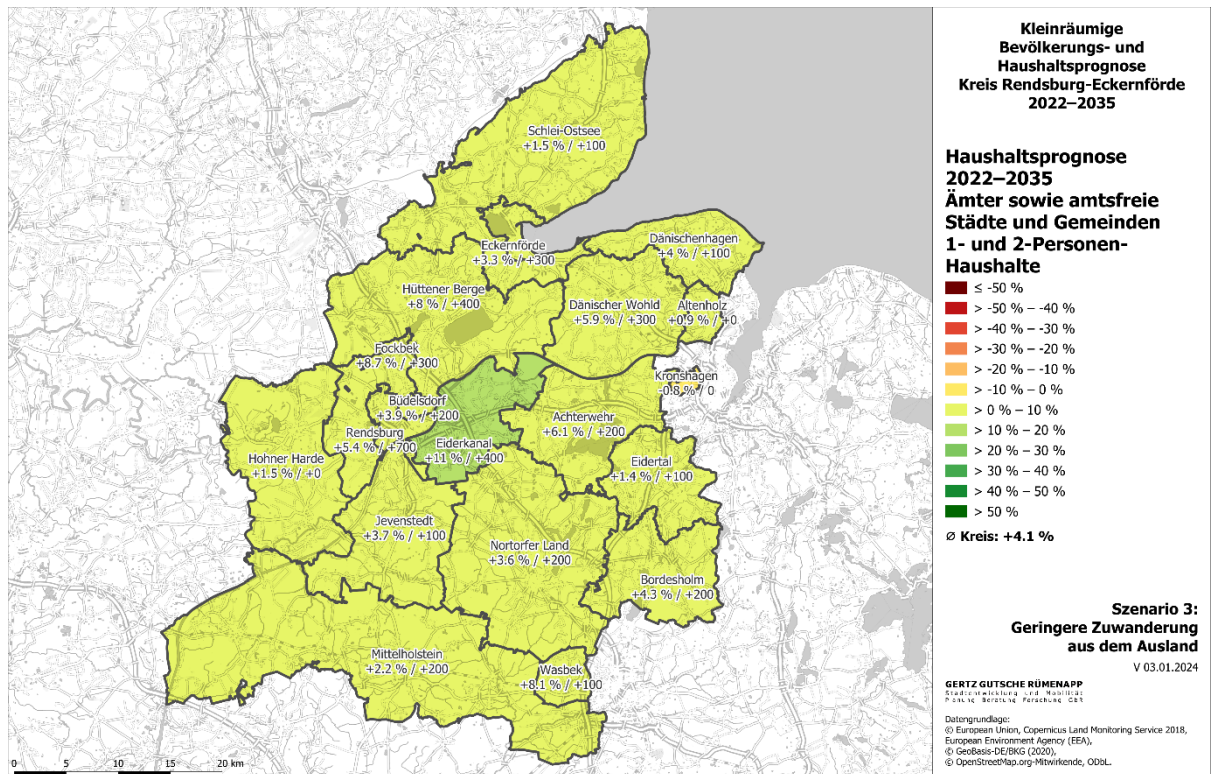 Schlei-Ostsee
+1.5 % / +100
Eckernförde
+3.3 % / +300
Dänischenhagen
+4 % / +100
Hüttener Berge
+8 % / +400
Dänischer Wohld
+5.9 % / +300
Altenholz
+0.9 % / +0
Fockbek
+8.7 % / +300
Kronshagen
-0.8 % / 0
Büdelsdorf
+3.9 % / +200
Achterwehr
+6.1 % / +200
Rendsburg
+5.4 % / +700
Eiderkanal
+11 % / +400
Hohner Harde
+1.5 % / +0
Eidertal
+1.4 % / +100
Jevenstedt
+3.7 % / +100
Nortorfer Land
+3.6 % / +200
Bordesholm
+4.3 % / +200
Mittelholstein
+2.2 % / +200
Wasbek
+8.1 % / +100
0 5 10 15 20 km
Kleinräumige
Bevölkerungs- und
Haushaltsprognose
Kreis Rendsburg-Eckernförde
2022–2035
Haushaltsprognose
2022–2035
Ämter sowie amtsfreie
Städte und Gemeinden
1- und 2-Personen-
Haushalte
≤ -50 %
> -50 % – -40 %
> -40 % – -30 %
> -30 % – -20 %
> -20 % – -10 %
> -10 % – 0 %
> 0 % – 10 %
> 10 % – 20 %
> 20 % – 30 %
> 30 % – 40 %
> 40 % – 50 %
> 50 %
∅ Kreis: +4.1 %
Szenario 3:
Geringere Zuwanderung
aus dem Ausland
V 03.01.2024
GERTZ GUTSCHE RÜMENAPP
Stadtentwicklung und Mobilität
Planung Beratung Forschung GbR
Datengrundlage:
© European Union, Copernicus Land Monitoring Service 2018,
European Environment Agency (EEA),
© GeoBasis-DE/BKG (2020),
© OpenStreetMap.org-Mitwirkende, ODbL.